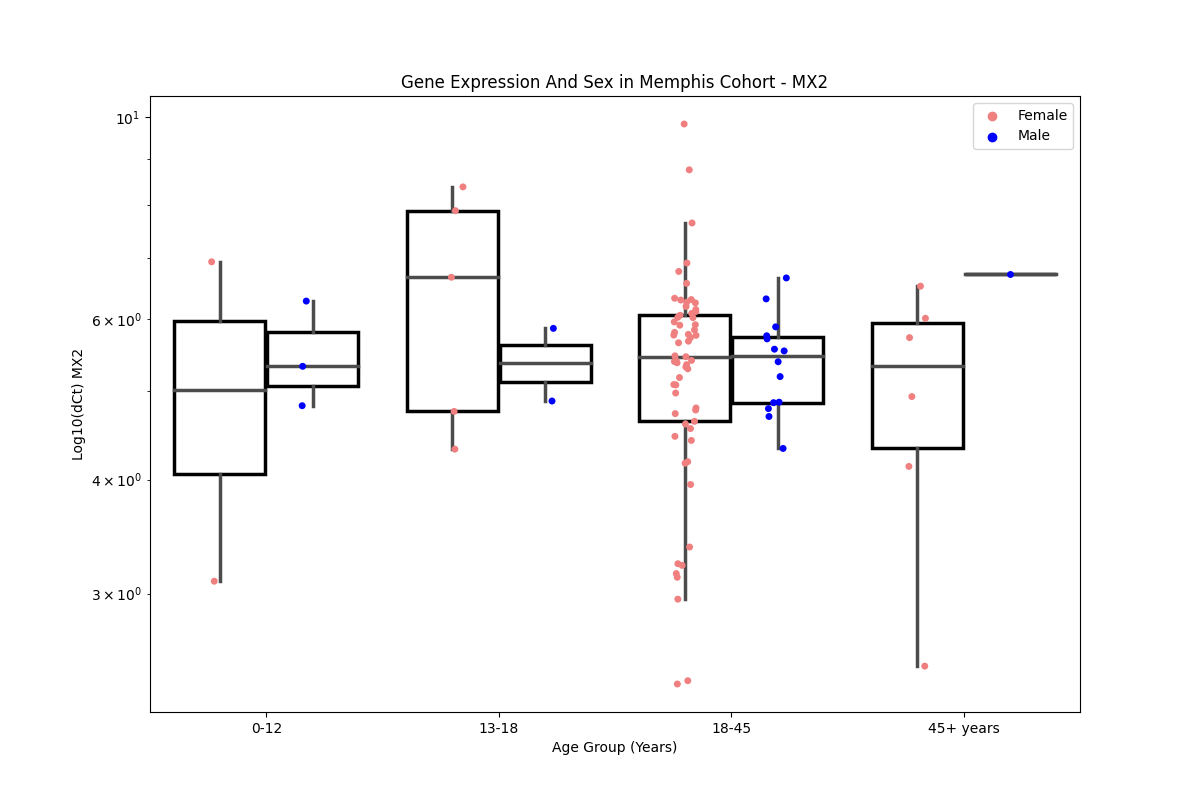 Gene Expression And Sex in Memphis Cohort - MX2
Female
Male
10¹
6 × 10⁰
4 × 10⁰
3 × 10⁰
Log10(dCt) MX2
0-12
13-18
18-45
45+ years
Age Group (Years)